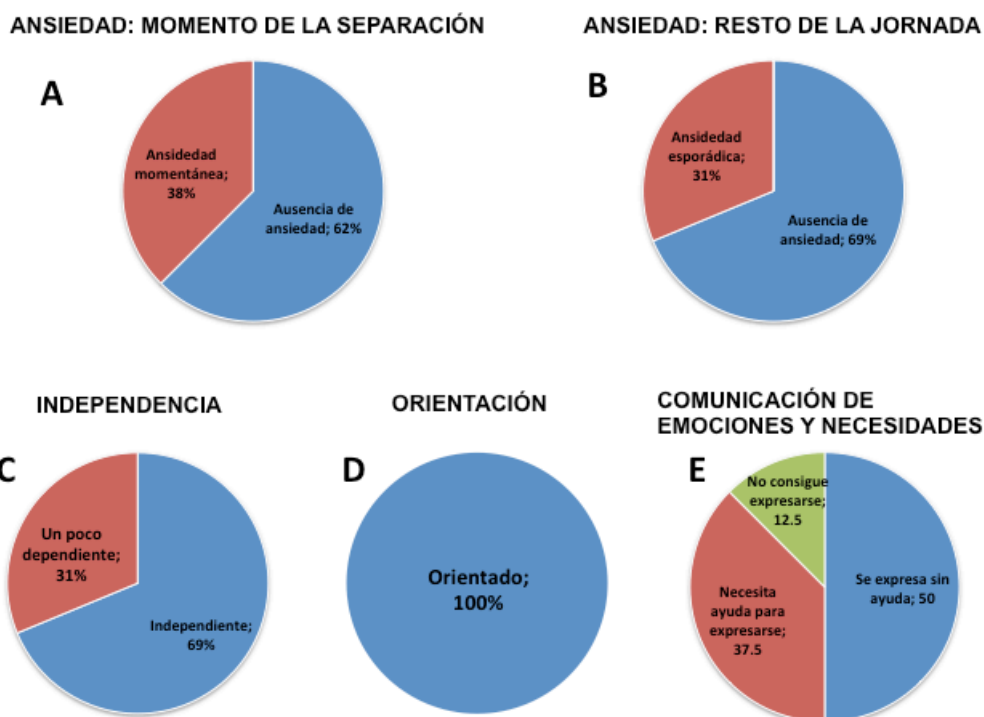 ANSIEDAD: MOMENTO DE LA SEPARACIÓN
A
Ansidedad
momentánea;
38%
Ausencia de
ansiedad; 62%
ANSIEDAD: RESTO DE LA JORNADA
B
Ansidedad
esporádica;
31%
Ausencia de
ansiedad; 69%
INDEPENDENCIA
C
Un poco
dependiente;
31%
Independiente;
69%
ORIENTACIÓN
D
Orientado;
100%
COMUNICACIÓN DE
EMOCIONES Y NECESIDADES
E
No consigue
expresarse;
12.5
Necesita
ayuda para
expresarse;
37.5
Se expresa sin
ayuda; 50